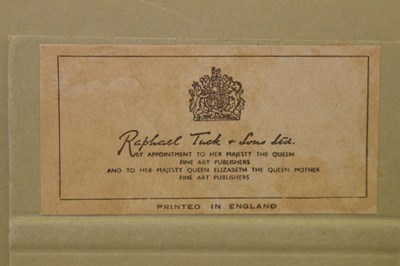 Raphael Tuck & Sons Ltd.
BY APPOINTMENT TO HER MAJESTY THE QUEEN
FINE ART PUBLISHERS
AND TO HER MAJESTY QUEEN ELIZABETH THE QUEEN MOTHER
FINE ART PUBLISHERS
PRINTED IN ENGLAND